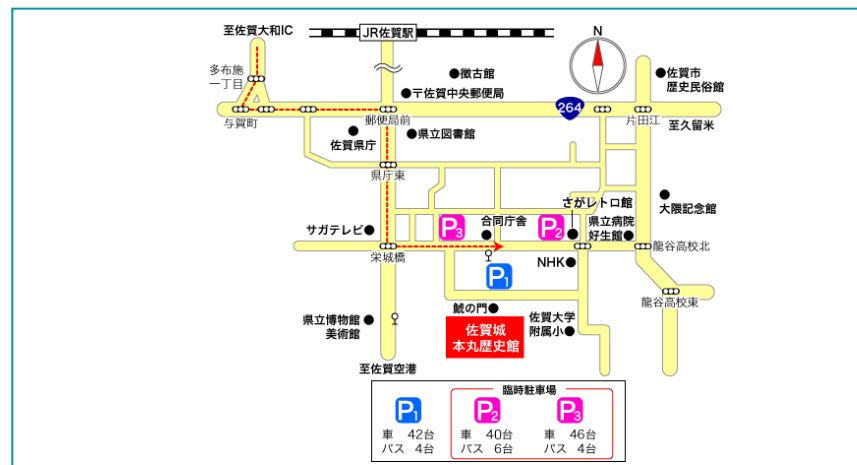 至佐賀大和IC
JR佐賀駅
N
多布施
一丁目
徴古館
〒佐賀中央郵便局
佐賀市
歴史民俗館
264
与賀町
郵便局前
片田江
至久留米
佐賀県庁
県立図書館
県庁東
さがレトロ館
大隈記念館
サガテレビ
P3
合同庁舎
P2
県立病院
好生館
栄城橋
龍谷高校北
NHK
P1
龍谷高校東
鯱の門
県立博物館
美術館
佐賀城
本丸歴史館
佐賀大学
附属小
至佐賀空港
臨時駐車場
P1
P2
P3
車 42台
バス 4台
車 40台
バス 6台
車 46台
バス 4台